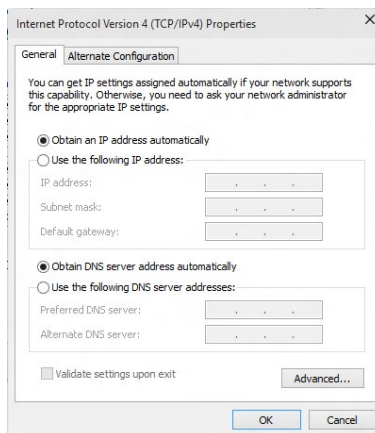 Internet Protocol Version 4 (TCP/IPv4) Properties
General
Alternate Configuration
You can get IP settings assigned automatically if your network supports
this capability. Otherwise, you need to ask your network administrator
for the appropriate IP settings.
Obtain an IP address automatically
Use the following IP address:
IP address:
Subnet mask:
Default gateway:
Obtain DNS server address automatically
Use the following DNS server addresses:
Preferred DNS server:
Alternate DNS server:
Validate settings upon exit
Advanced...
OK
Cancel